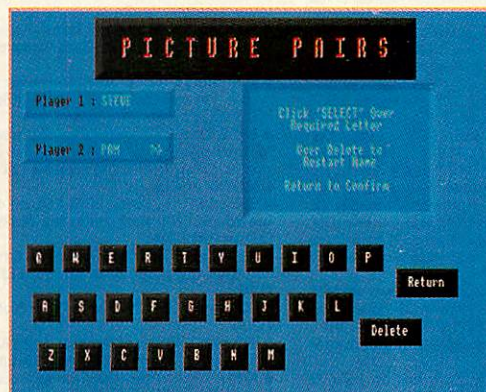 PICTURE PAIRS
Player 1 : STEVE
Player 2 : PAM
Click "SELECT" Over
Required Letter
Over Delete to
Restart Name
Return to Confirm
Q W E R T Y U I O P
Return
A S D F G H J K L
Delete
Z X C V B N M